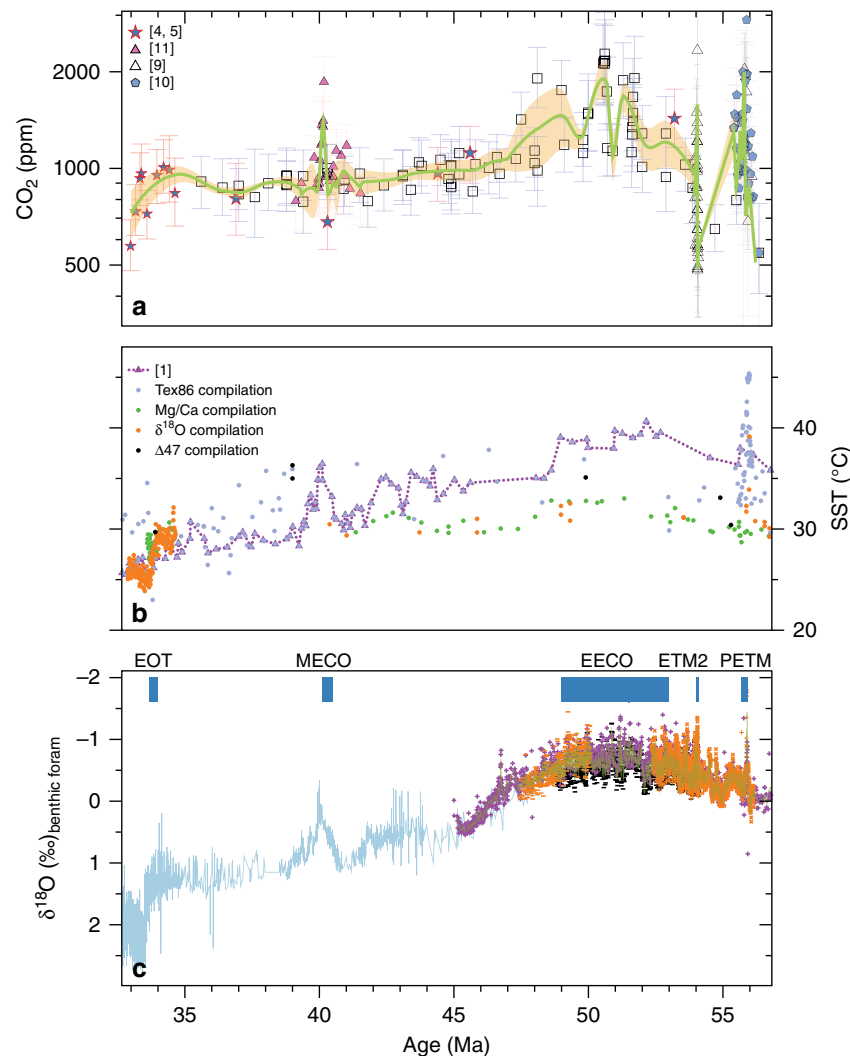 [4, 5]
[11]
[9]
[10]
2000
1000
500
CO2 (ppm)
a
[1]
Tex86 compilation
Mg/Ca compilation
δ18O compilation
Δ47 compilation
40
30
20
SST (°C)
b
EOT MECO EECO ETM2 PETM
−2
−1
0
1
2
δ18O (‰)benthic foram
c
35 40 45 50 55
Age (Ma)